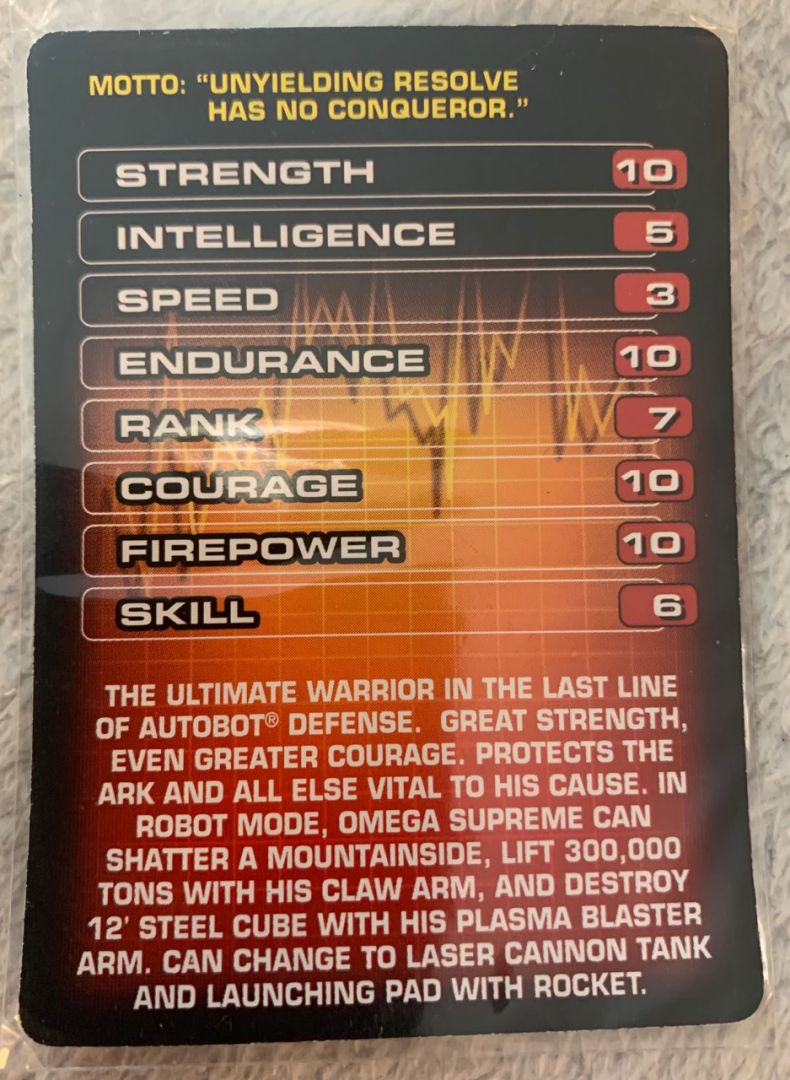 MOTTO: “UNYIELDING RESOLVE
HAS NO CONQUEROR.”
STRENGTH 10
INTELLIGENCE 5
SPEED 3
ENDURANCE 10
RANK 7
COURAGE 10
FIREPOWER 10
SKILL 6
THE ULTIMATE WARRIOR IN THE LAST LINE
OF AUTOBOT® DEFENSE. GREAT STRENGTH,
EVEN GREATER COURAGE. PROTECTS THE
ARK AND ALL ELSE VITAL TO HIS CAUSE. IN
ROBOT MODE, OMEGA SUPREME CAN
SHATTER A MOUNTAINSIDE, LIFT 300,000
TONS WITH HIS CLAW ARM, AND DESTROY
12' STEEL CUBE WITH HIS PLASMA BLASTER
ARM. CAN CHANGE TO LASER CANNON TANK
AND LAUNCHING PAD WITH ROCKET.